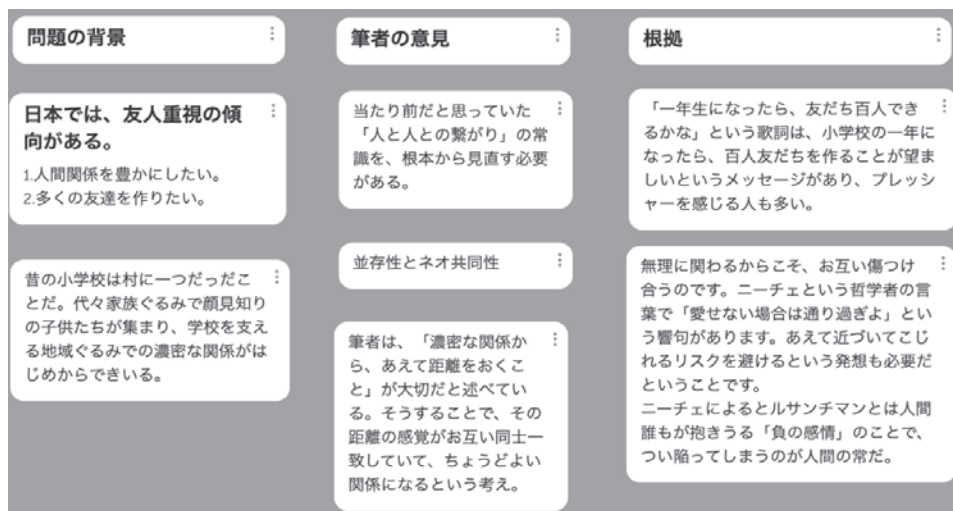 問題の背景
日本では、友人重視の傾
向がある。
1.人間関係を豊かにしたい。
2.多くの友達を作りたい。
昔の小学校は村に一つだっだこ
とだ。代々家族ぐるみで顔見知り
の子供たちが集まり、学校を支え
る地域ぐるみでの濃密な関係がは
じめからできいる。
筆者の意見
当たり前だと思っていた
「人と人との繋がり」の常
識を、根本から見直す必要
がある。
並存性とネオ共同性
筆者は、「濃密な関係か
ら、あえて距離をおくこ
と」が大切だと述べてい
る。そうすることで、その
距離の感覚がお互い同士一
致していて、ちょうどよい
関係になるという考え。
根拠
「一年生になったら、友だち百人でき
るかな」という歌詞は、小学校の一年に
なったら、百人友だちを作ることが望ま
しいというメッセージがあり、プレッシ
ャーを感じる人も多い。
無理に関わるからこそ、お互い傷つけ
合うのです。ニーチェという哲学者の言
葉で「愛せない場合は通り過ぎよ」とい
う響句があります。あえて近づいてこじ
れるリスクを避けるという発想も必要だ
ということです。
ニーチェによるとルサンチマンとは人間
誰もが抱きうる「負の感情」のことで、
つい陥ってしまうのが人間の常だ。